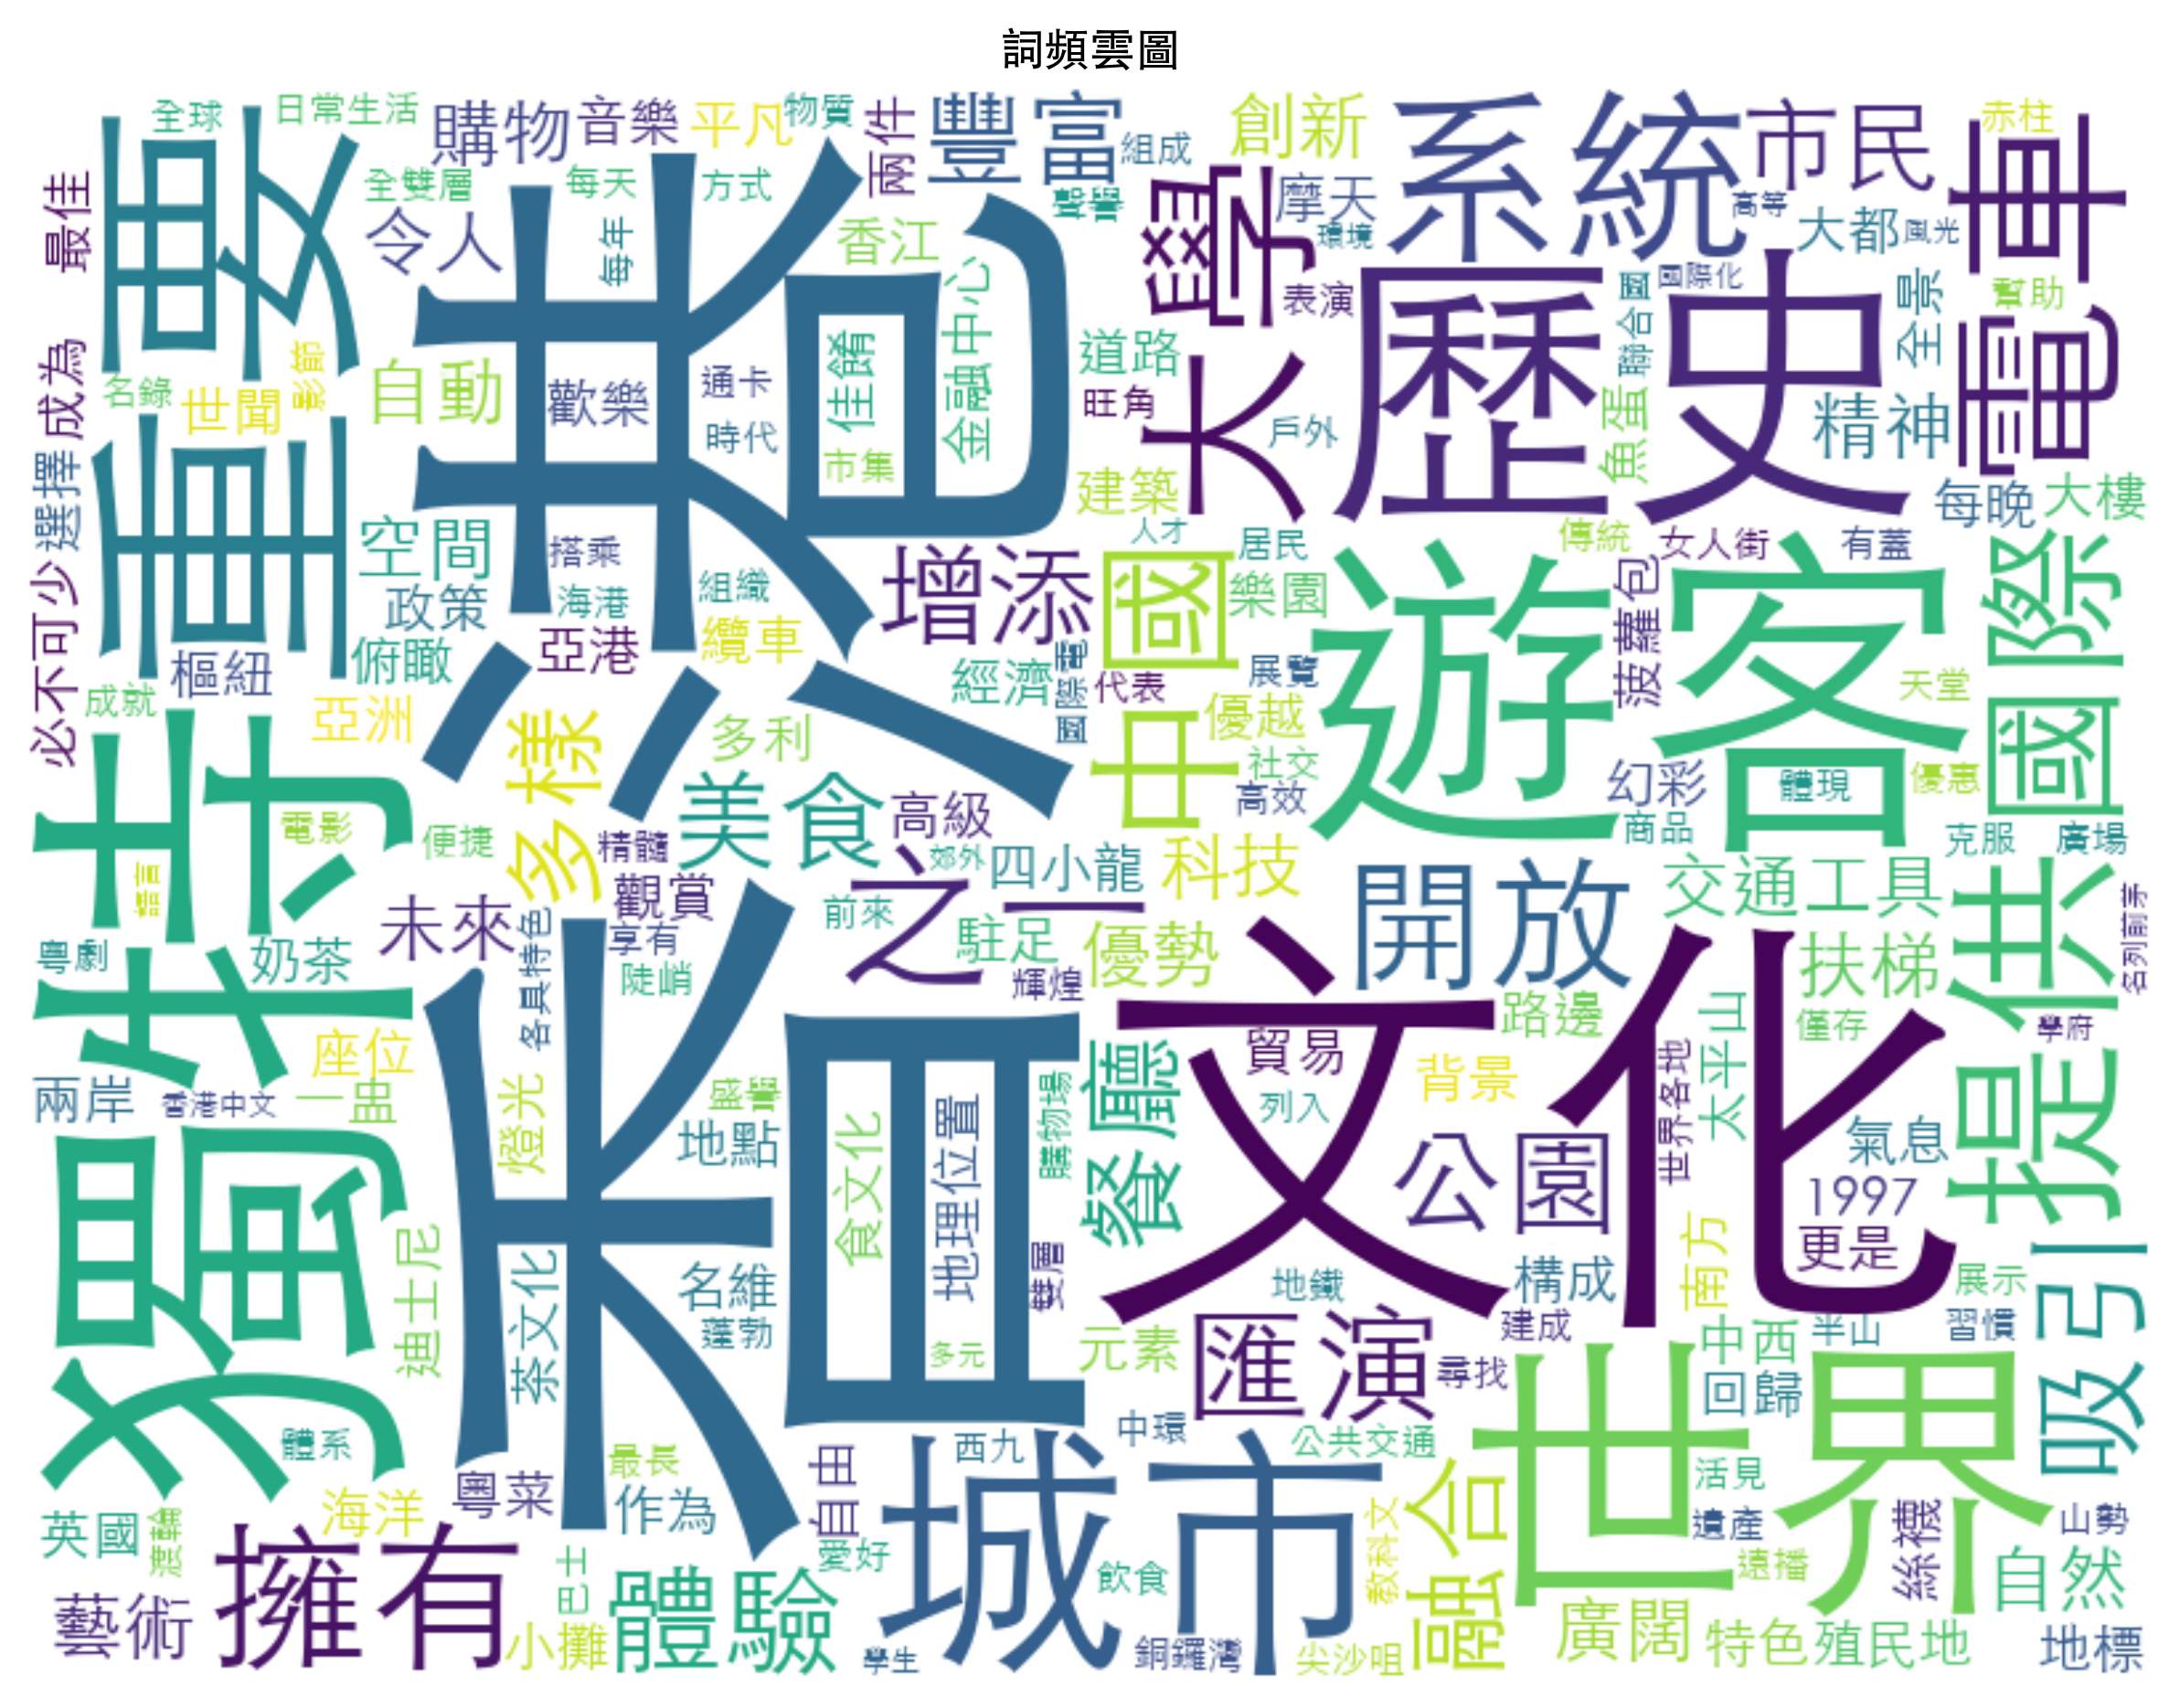 詞頻雲圖
全球
日常生活
購物
音樂
平凡
物質
兩件
豐富
組成
創新
系統
市民
赤柱
電車
最佳
重要
全雙層
每天
方式
令人
每年
香港
香江
大學
摩天
環境
高等
大都
風光
表演
歷史
國際化
聯合國
全景
幫助
名錄
世聞
影節
自動
歡樂
通卡
時代
佳餚
市集
金融中心
道路
旺角
戶外
魚蛋
精神
成為
選擇
必不可少
空間
政策
俯瞰
樞紐
搭乘
海港
組織
亞港
纜車
增添
建築
人才
居民
傳統
女人街
有蓋
每晚
大樓
中國
樂園
遊客
菠蘿包
國際
天堂
經濟
國際電
代表
展覽
優越
社交
高效
幻彩
體現
優惠
商品
克服
廣場
成就
亞洲
獨特
多樣
多利
美食
高級
電影
便捷
精髓
語言
未來
觀賞
享有
之一
郊外
四小龍
科技
開放
交通工具
提供
名列前茅
粵劇
奶茶
各具特色
陡峭
前來
駐足
輝煌
優勢
路邊
扶梯
太平山
僅存
學府
座位
兩岸
香港中文
一盅
燈光
盛譽
地點
食文化
地理位置
購物場
餐廳
文化
貿易
列入
背景
公園
世界各地
氣息
1997
更是
迪士尼
茶文化
名維
蓬勃
多元
雙層
地鐵
元素
匯演
構成
建成
尋找
南方
中西
半山
展示
習慣
回歸
吸引
體系
粵菜
最長
作為
自由
西九
中環
公共交通
城市
世界
活見
遺產
遠播
絲襪
山勢
自然
英國
渡輪
海洋
擁有
巴士
愛好
體驗
飲食
教科文
融合
藝術
小攤
學生
銅鑼灣
尖沙咀
廣闊
特色
殖民地
地標